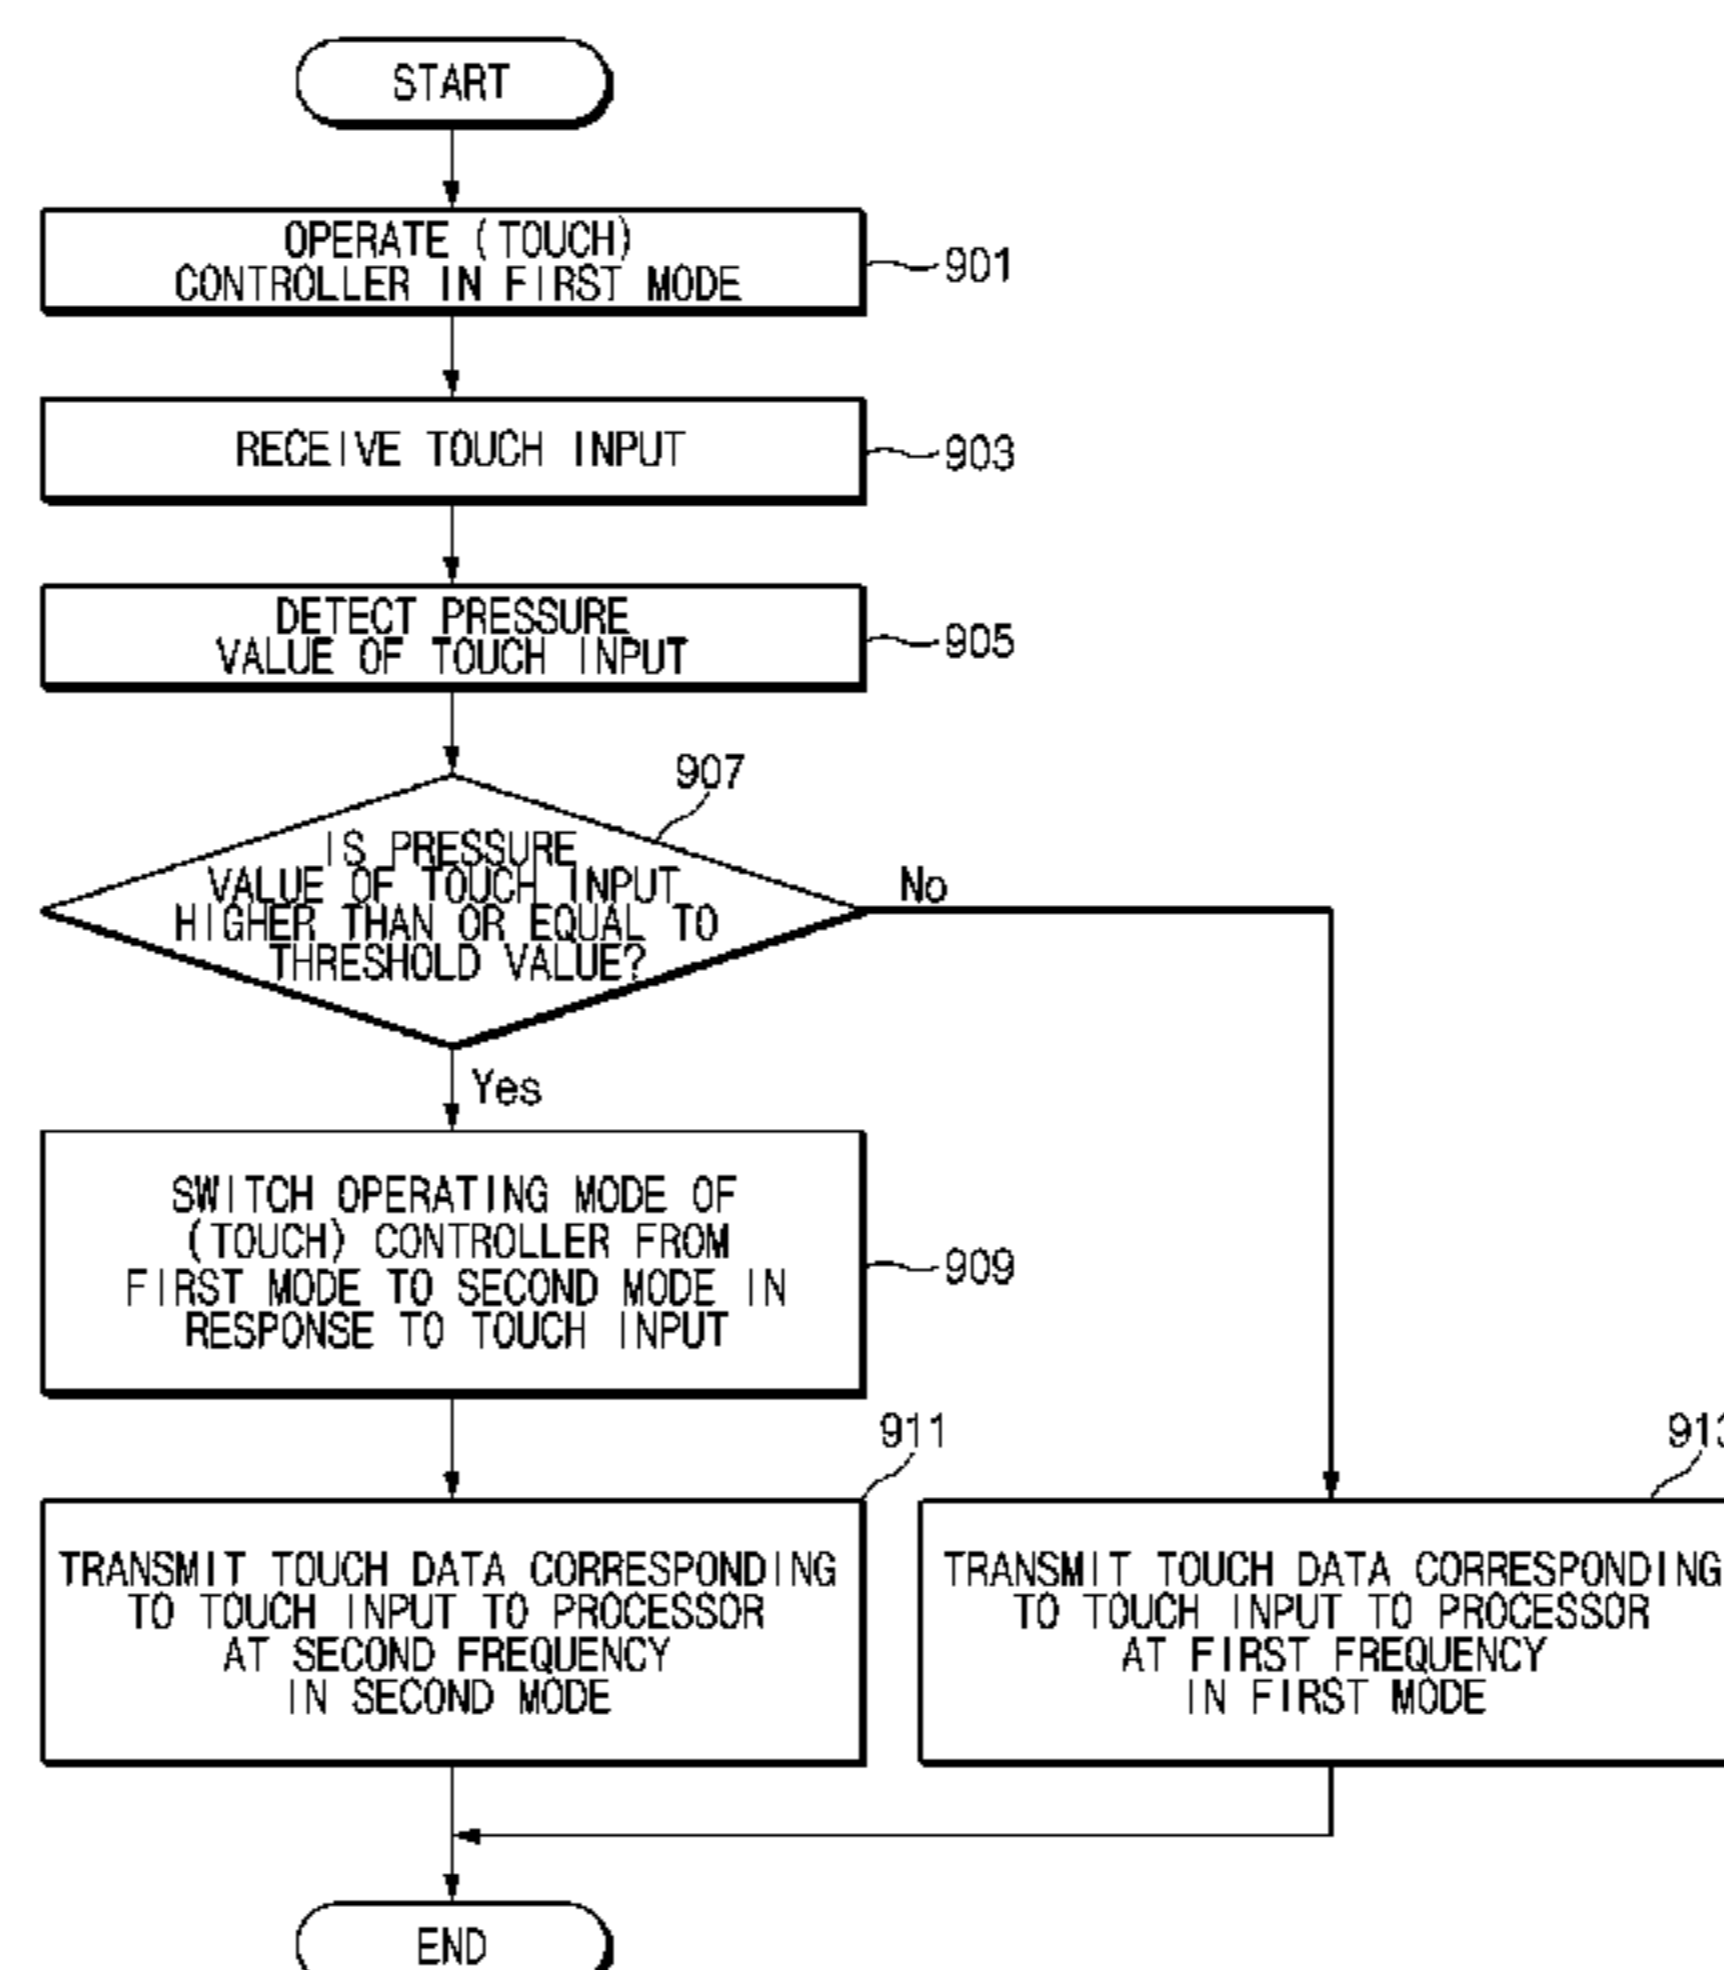 START
OPERATE (TOUCH)
CONTROLLER IN FIRST MODE
901
RECEIVE TOUCH INPUT
903
DETECT PRESSURE
VALUE OF TOUCH INPUT
905
907
IS PRESSURE
VALUE OF TOUCH INPUT
HIGHER THAN OR EQUAL TO
THRESHOLD VALUE?
No
Yes
SWITCH OPERATING MODE OF
(TOUCH) CONTROLLER FROM
FIRST MODE TO SECOND MODE IN
RESPONSE TO TOUCH INPUT
909
911
TRANSMIT TOUCH DATA CORRESPONDING
TO TOUCH INPUT TO PROCESSOR
AT SECOND FREQUENCY
IN SECOND MODE
913
TRANSMIT TOUCH DATA CORRESPONDING
TO TOUCH INPUT TO PROCESSOR
AT FIRST FREQUENCY
IN FIRST MODE
END